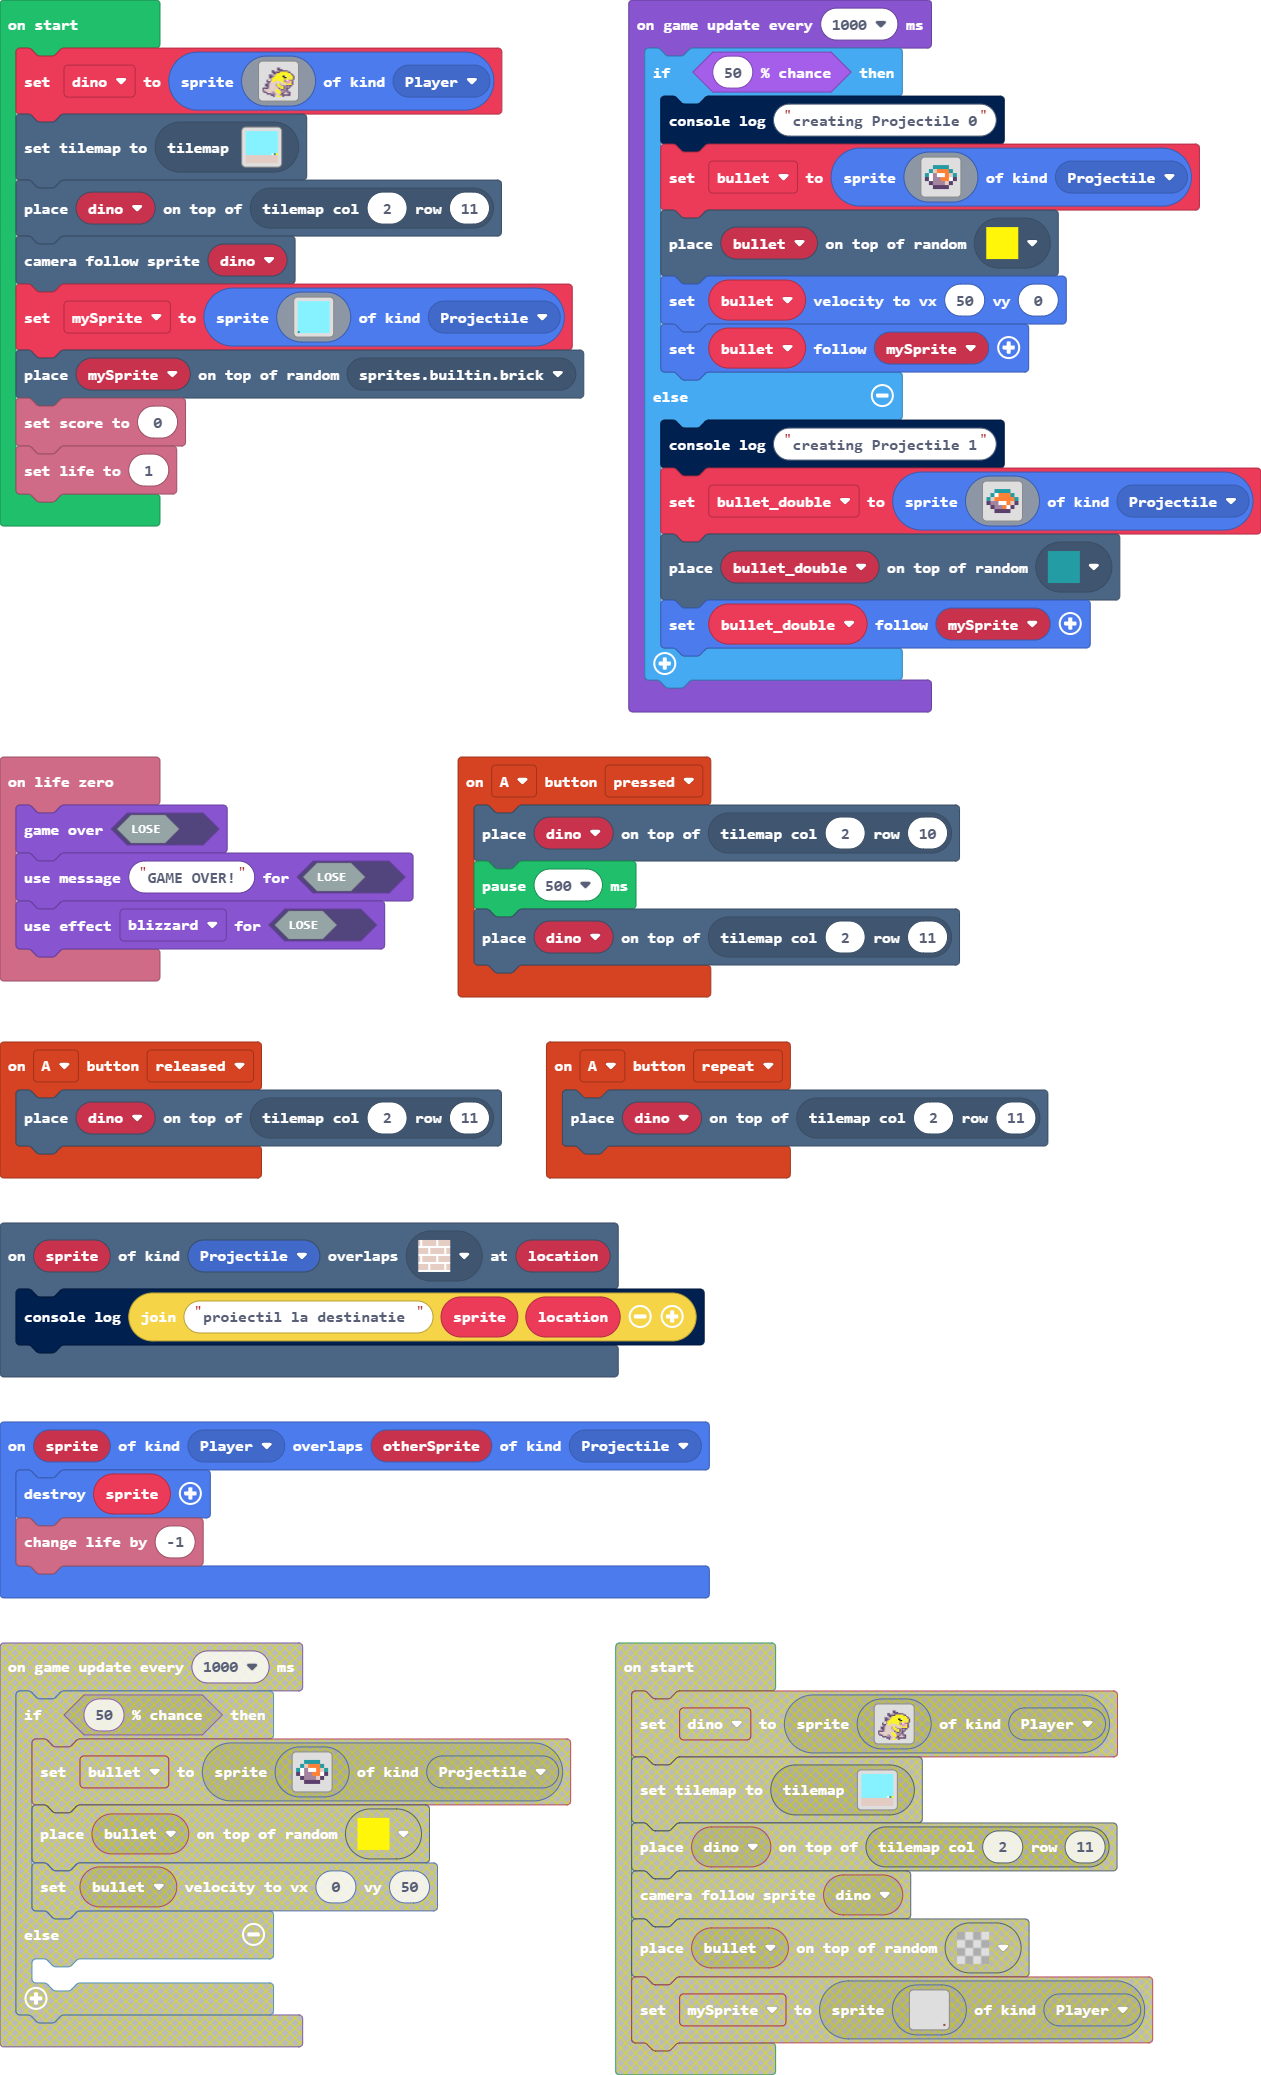 on start
set dino to sprite of kind Player
set tilemap to tilemap
place dino on top of tilemap col 2 row 11
camera follow sprite dino
set mySprite to sprite of kind Projectile
place mySprite on top of random sprites.builtin.brick
set score to 0
set life to 1
on game update every 1000 ms
if 50 % chance then
console log "creating Projectile 0"
set bullet to sprite of kind Projectile
place bullet on top of random
set bullet velocity to vx 50 vy 0
set bullet follow mySprite
else
console log "creating Projectile 1"
set bullet_double to sprite of kind Projectile
place bullet_double on top of random
set bullet_double follow mySprite
on life zero
game over LOSE
use message "GAME OVER!" for LOSE
use effect blizzard for LOSE
on A button pressed
place dino on top of tilemap col 2 row 10
pause 500 ms
place dino on top of tilemap col 2 row 11
on A button released
place dino on top of tilemap col 2 row 11
on A button repeat
place dino on top of tilemap col 2 row 11
on sprite of kind Projectile overlaps at location
console log join "proiectil la destinatie " sprite location
on sprite of kind Player overlaps otherSprite of kind Projectile
destroy sprite
change life by -1
on game update every 1000 ms
if 50 % chance then
set bullet to sprite of kind Projectile
place bullet on top of random
set bullet velocity to vx 0 vy 50
else
on start
set dino to sprite of kind Player
set tilemap to tilemap
place dino on top of tilemap col 2 row 11
camera follow sprite dino
place bullet on top of random
set mySprite to sprite of kind Player